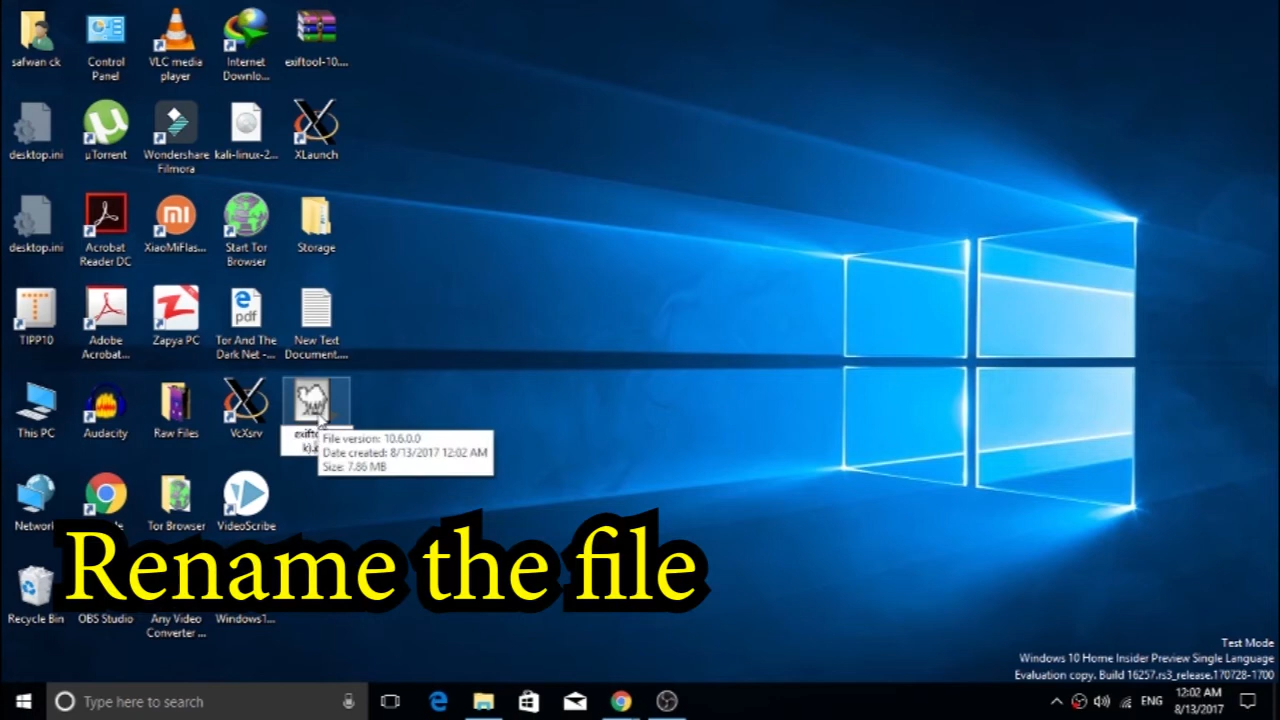 safwan ck
Control
Panel
VLC media
player
Internet
Downlo...
exiftool-10....
desktop.ini
µTorrent
Wondershare
Filmora
kali-linux-2...
XLaunch
desktop.ini
Acrobat
Reader DC
XiaoMiFlas...
Start Tor
Browser
Storage
TIPP10
Adobe
Acrobat...
Zapya PC
pdf
Tor And The
Dark Net -...
New Text
Document....
This PC
Audacity
Raw Files
VcXsrv
File version: 10.6.0.0
Date created: 8/13/2017 12:02 AM
Size: 7.86 MB
Network
Tor Browser
VideoScribe
Rename the file
Recycle Bin
OBS Studio
Any Video
Converter ...
Windows1...
Test Mode
Windows 10 Home Insider Preview Single Language
Evaluation copy. Build 16257.rs3_release.170728-1700
Type here to search
ENG
12:02 AM
8/13/2017